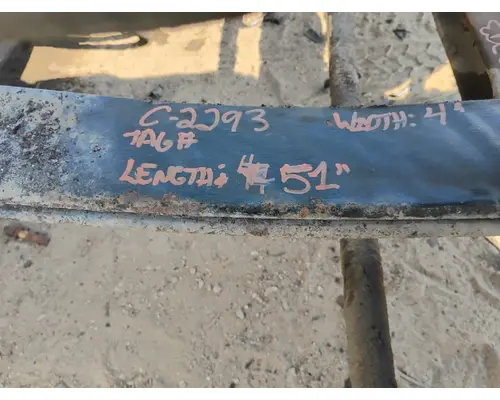 C-2293 WIDTH: 4"
TAG#
LENGTH: 51"